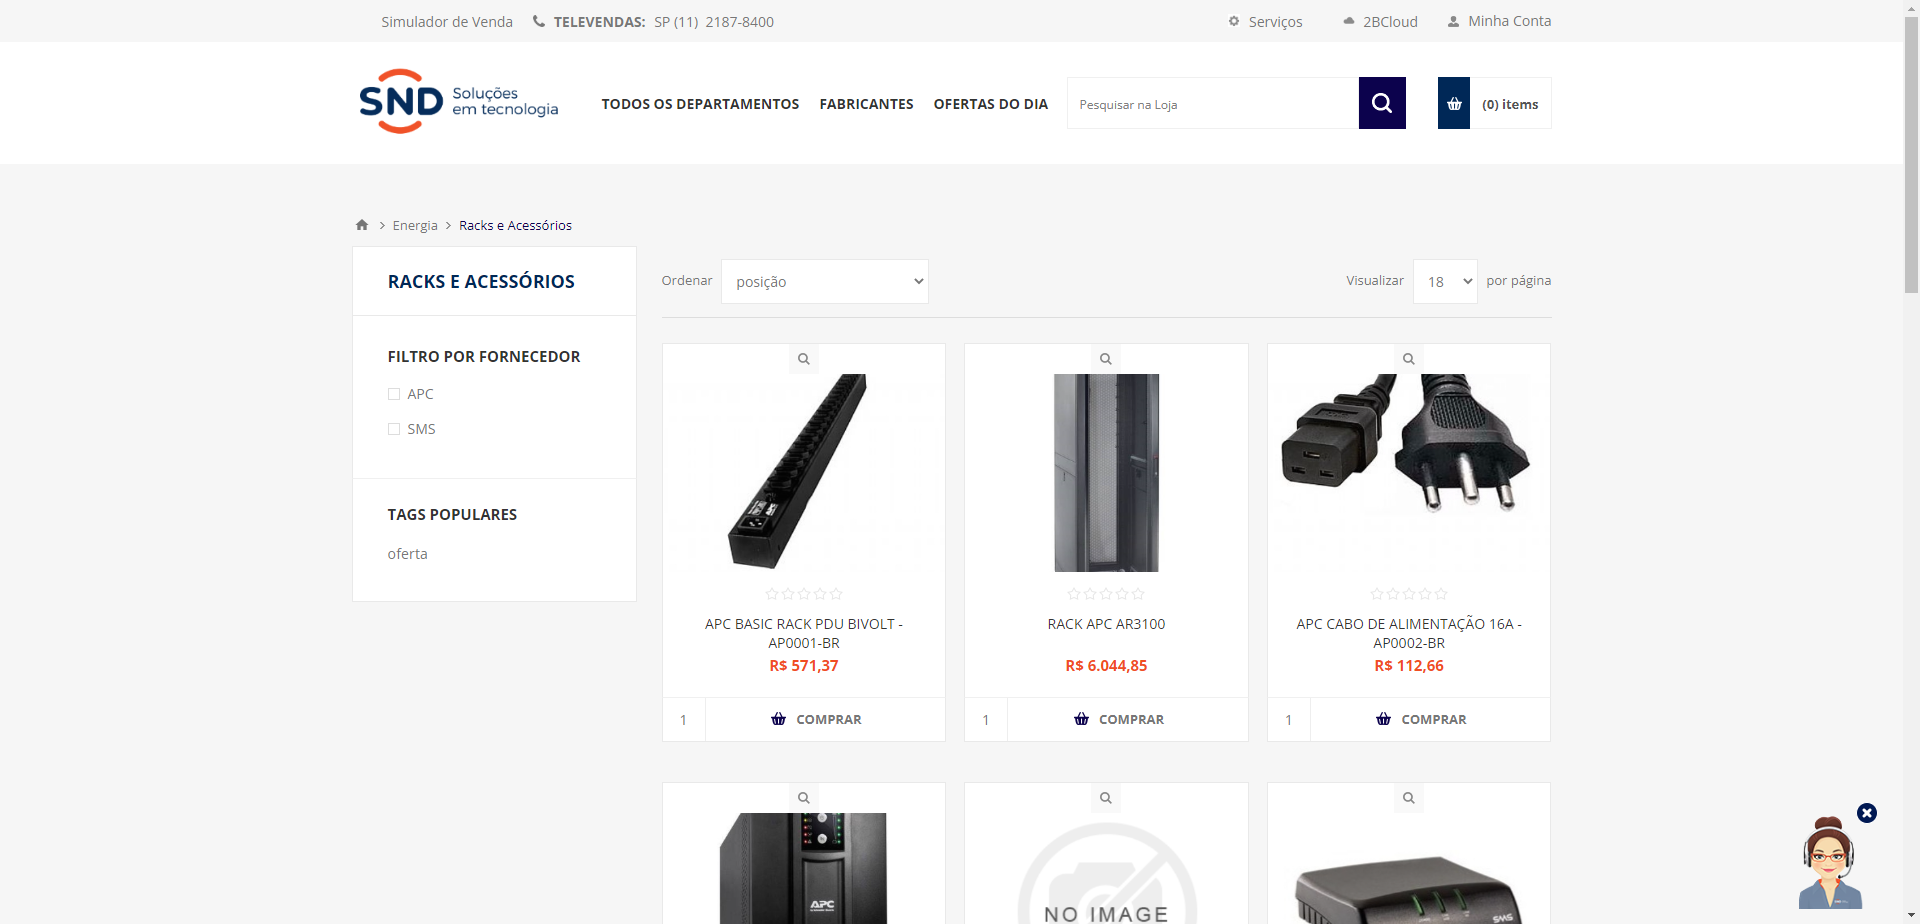 Simulador de Venda TELEVENDAS: SP (11) 2187-8400 Serviços 2BCloud Minha Conta
SND Soluções
em tecnologia
TODOS OS DEPARTAMENTOS FABRICANTES OFERTAS DO DIA Pesquisar na Loja (0) items
Energia Racks e Acessórios
RACKS E ACESSÓRIOS
FILTRO POR FORNECEDOR
APC
SMS
TAGS POPULARES
oferta
Ordenar posição Visualizar 18 por página
APC BASIC RACK PDU BIVOLT -
AP0001-BR
R$ 571,37
1 COMPRAR
RACK APC AR3100
R$ 6.044,85
1 COMPRAR
APC CABO DE ALIMENTAÇÃO 16A -
AP0002-BR
R$ 112,66
1 COMPRAR
APC
NO IMAGE
SMS